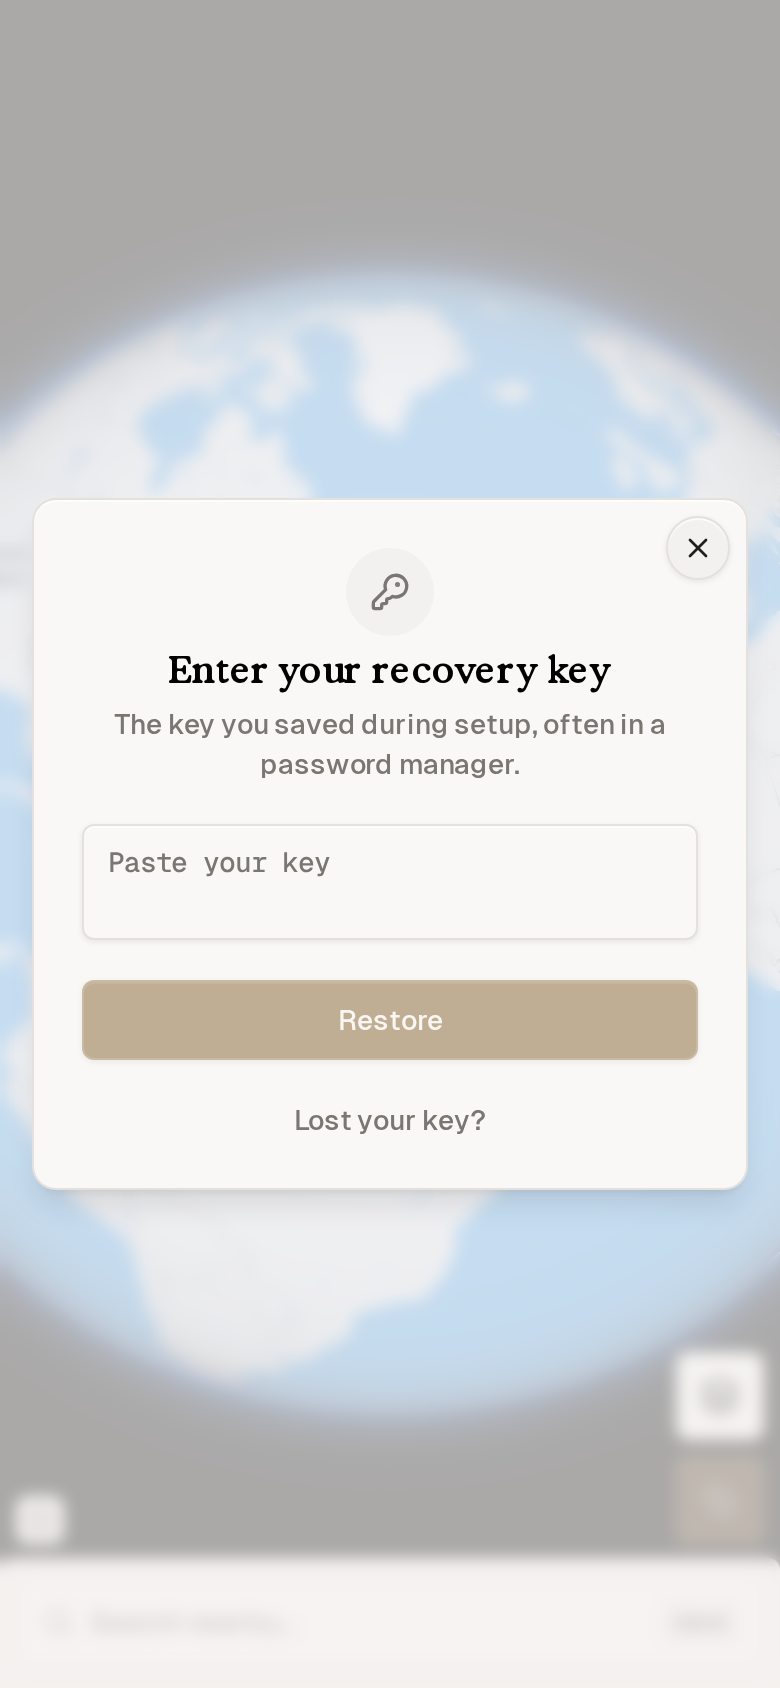 Enter your recovery key
The key you saved during setup, often in a
password manager.
Paste your key
Restore
Lost your key?